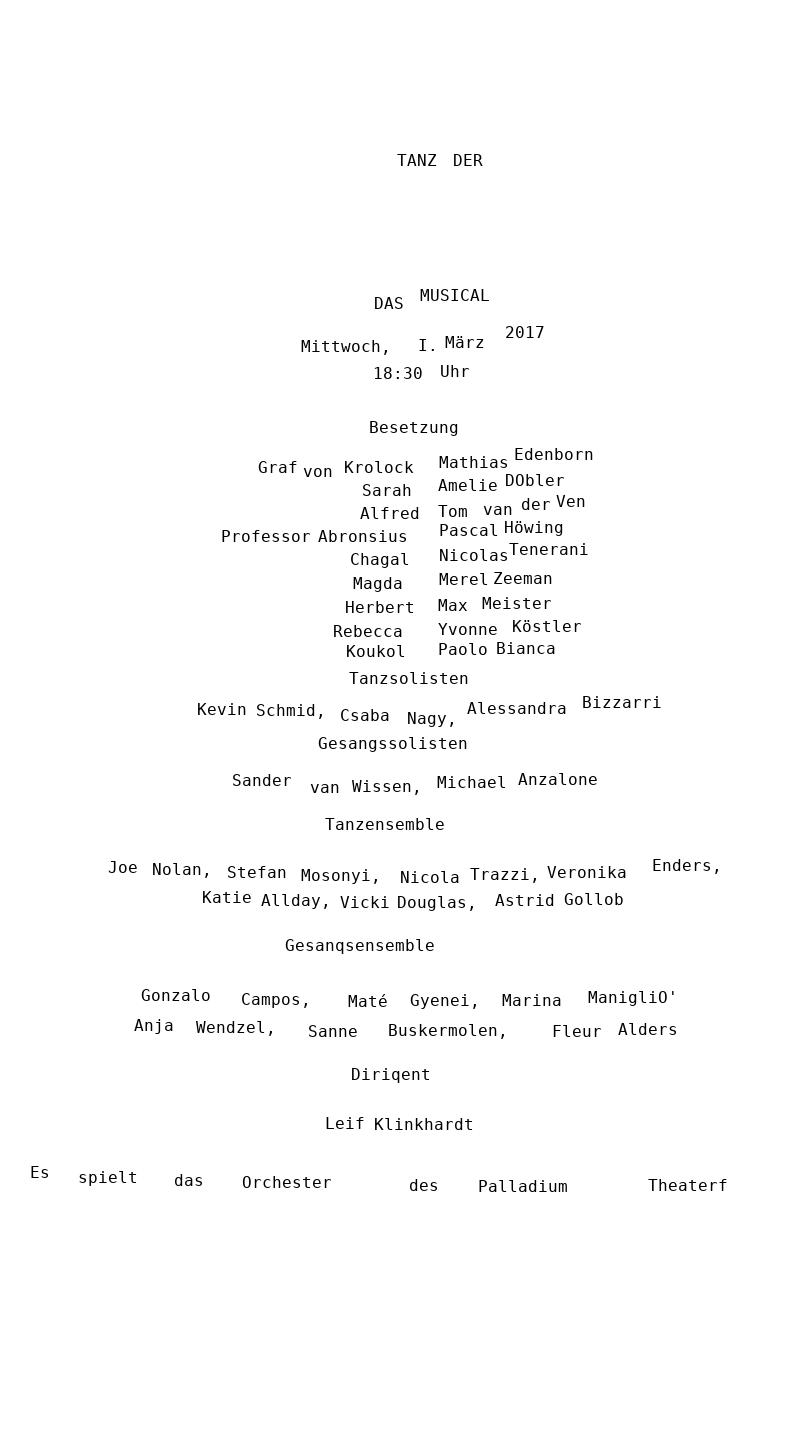 TANZ DER
DAS MUSICAL
Mittwoch, I. März 2017
18:30 Uhr
Besetzung
Graf von Krolock Mathias Edenborn
Sarah Amelie DObler
Alfred Tom van der Ven
Professor Abronsius Pascal Höwing
Chagal Nicolas Tenerani
Magda Merel Zeeman
Herbert Max Meister
Rebecca Yvonne Köstler
Koukol Paolo Bianca
Tanzsolisten
Kevin Schmid, Csaba Nagy, Alessandra Bizzarri
Gesangssolisten
Sander van Wissen, Michael Anzalone
Tanzensemble
Joe Nolan, Stefan Mosonyi, Nicola Trazzi, Veronika Enders,
Katie Allday, Vicki Douglas, Astrid Gollob
Gesanqsensemble
Gonzalo Campos, Maté Gyenei, Marina ManigliO'
Anja Wendzel, Sanne Buskermolen, Fleur Alders
Diriqent
Leif Klinkhardt
Es spielt das Orchester des Palladium Theaterf